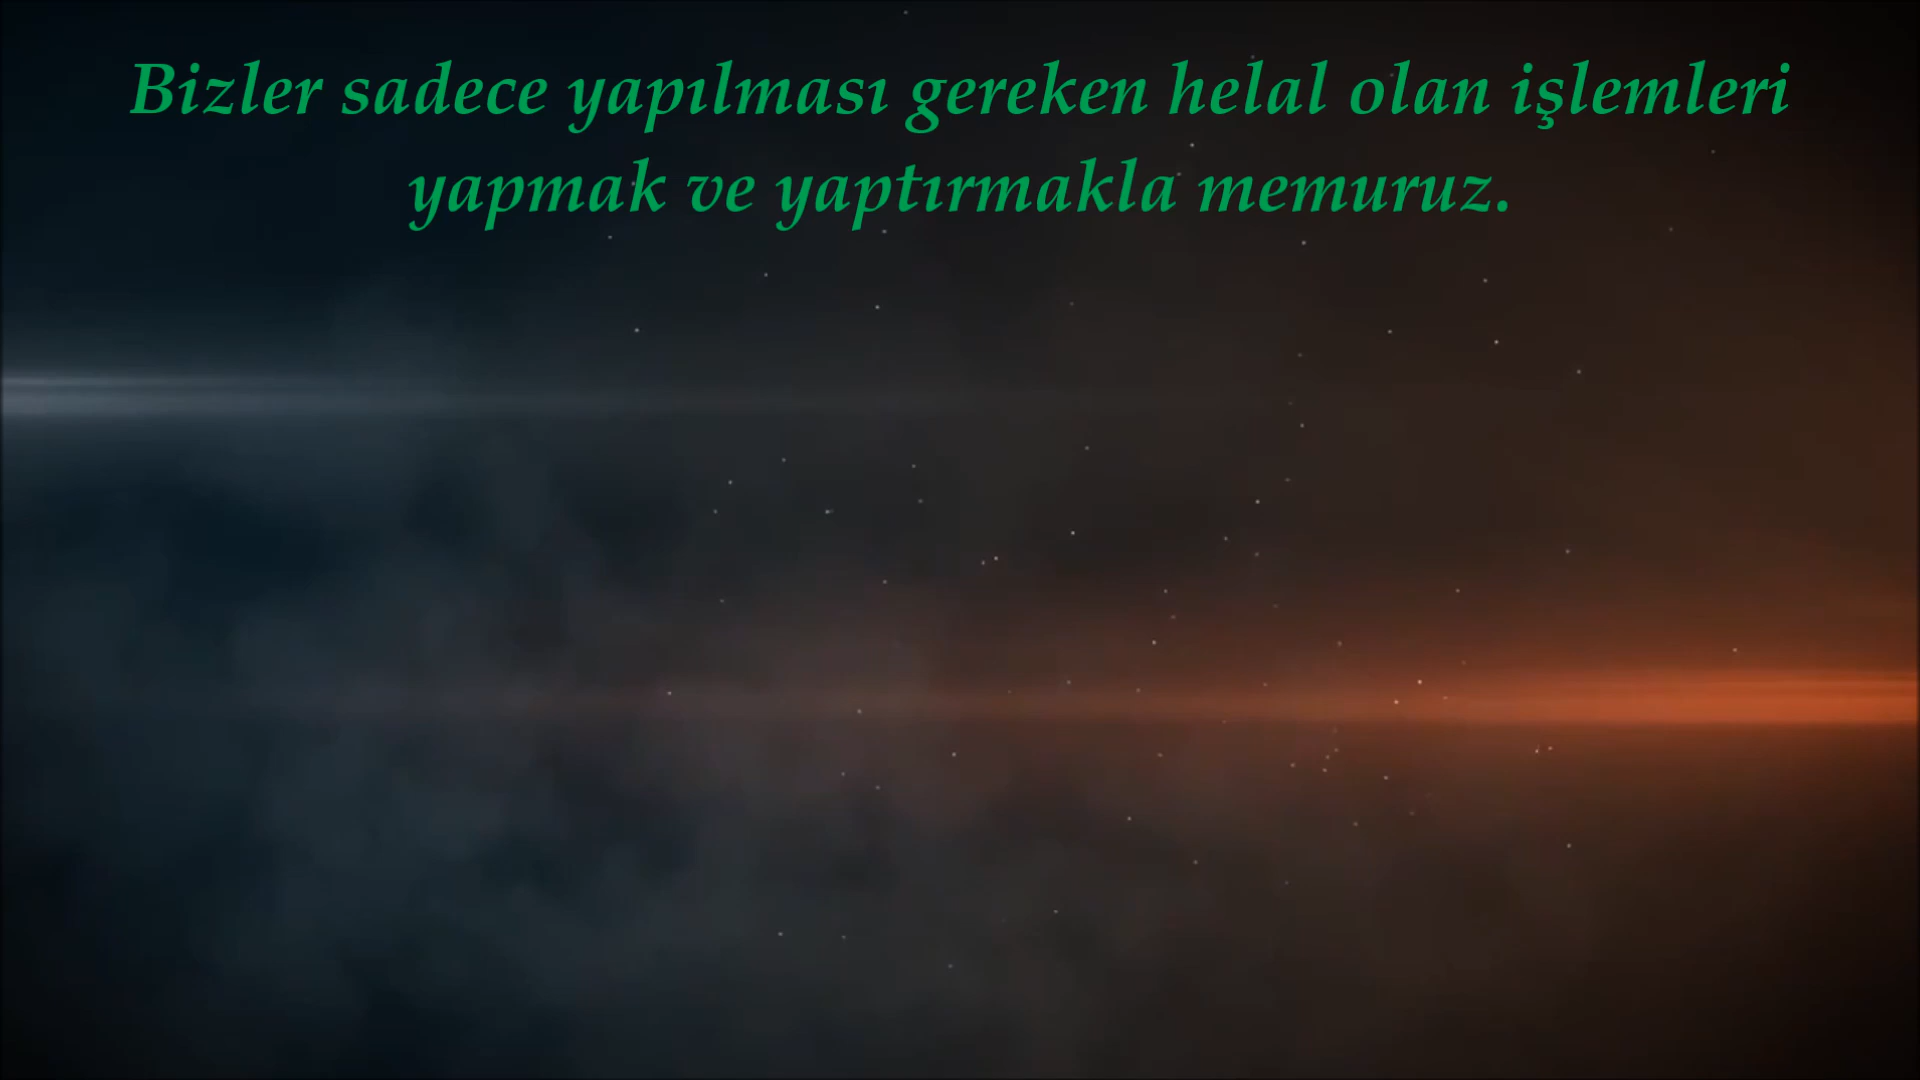 Bizler sadece yapılması gereken helal olan işlemleri
yapmak ve yaptırmakla memuruz.